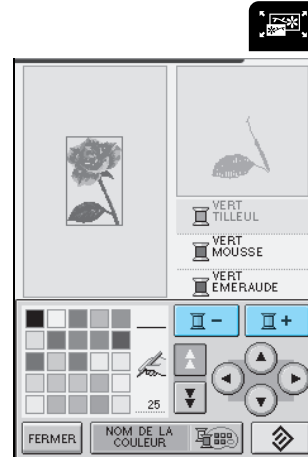 VERT
TILLEUL
VERT
MOUSSE
VERT
EMERAUDE
-
+
25
FERMER
NOM DE LA
COULEUR